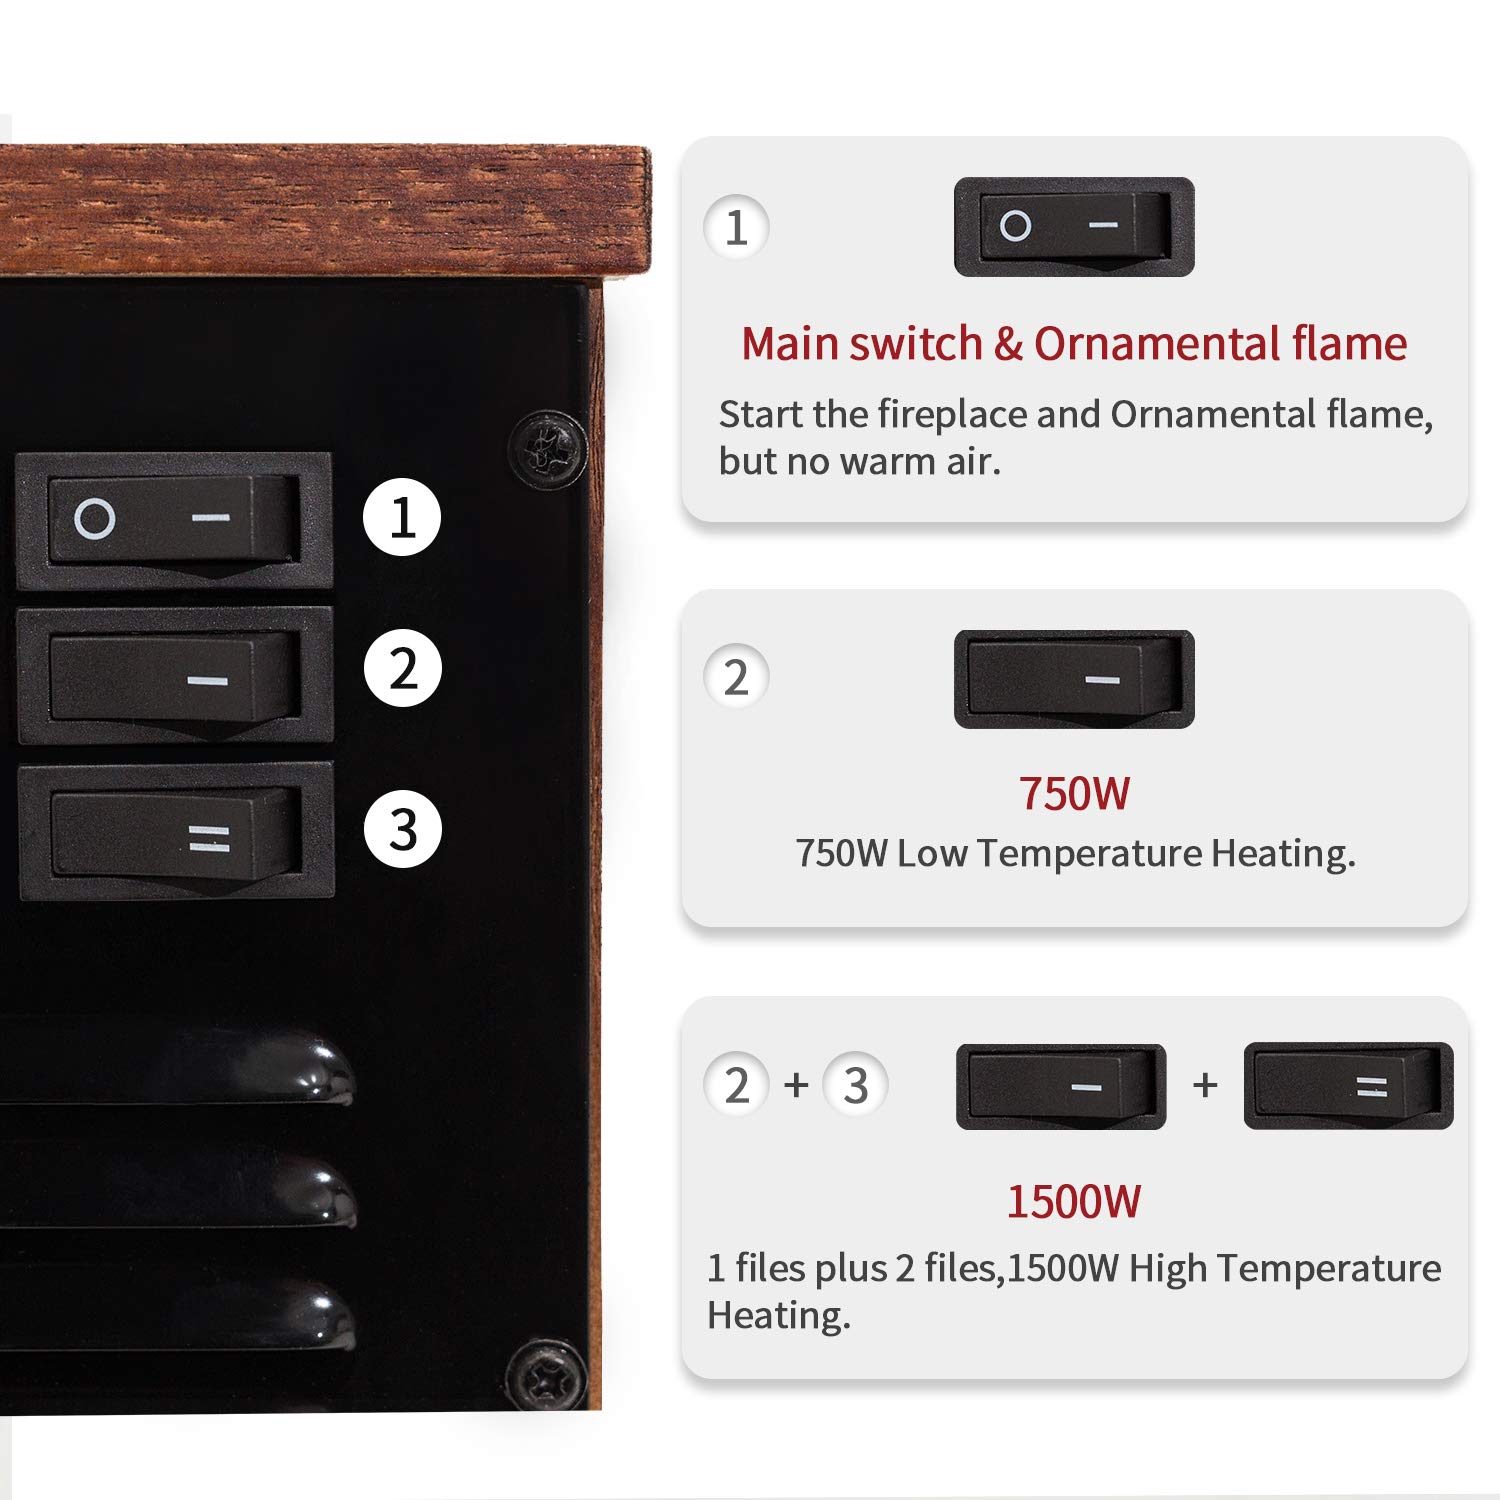 1
2
3
1
Main switch & Ornamental flame
Start the fireplace and Ornamental flame,
but no warm air.
2
750W
750W Low Temperature Heating.
2 + 3 +
1500W
1 files plus 2 files,1500W High Temperature
Heating.